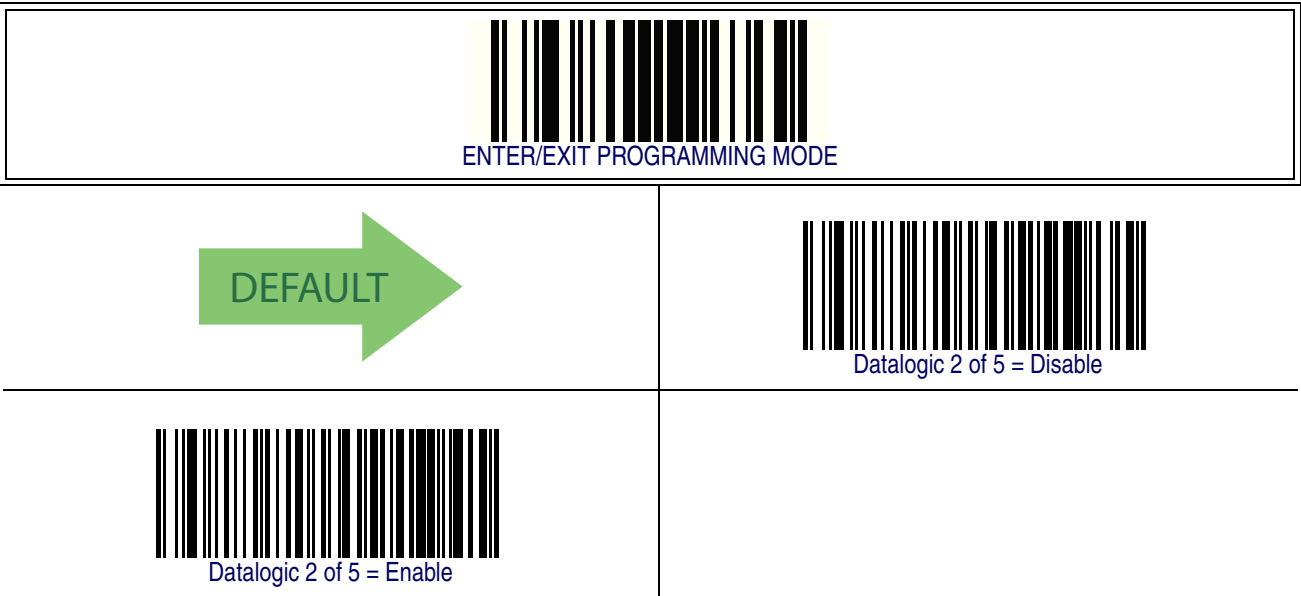 ENTER/EXIT PROGRAMMING MODE
DEFAULT
Datalogic 2 of 5 = Disable
Datalogic 2 of 5 = Enable